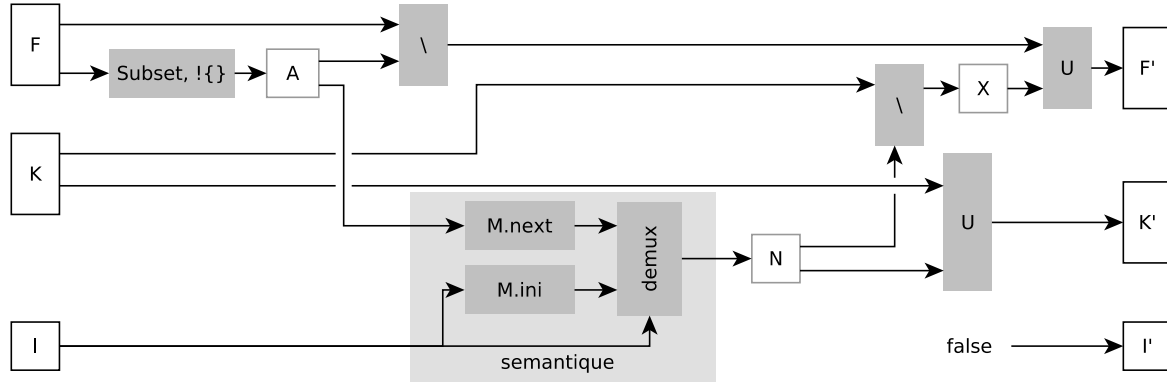 F
\
U
F'
Subset, !{}
A
X
\
K
K'
U
M.next
demux
N
M.ini
I
false
I'
semantique